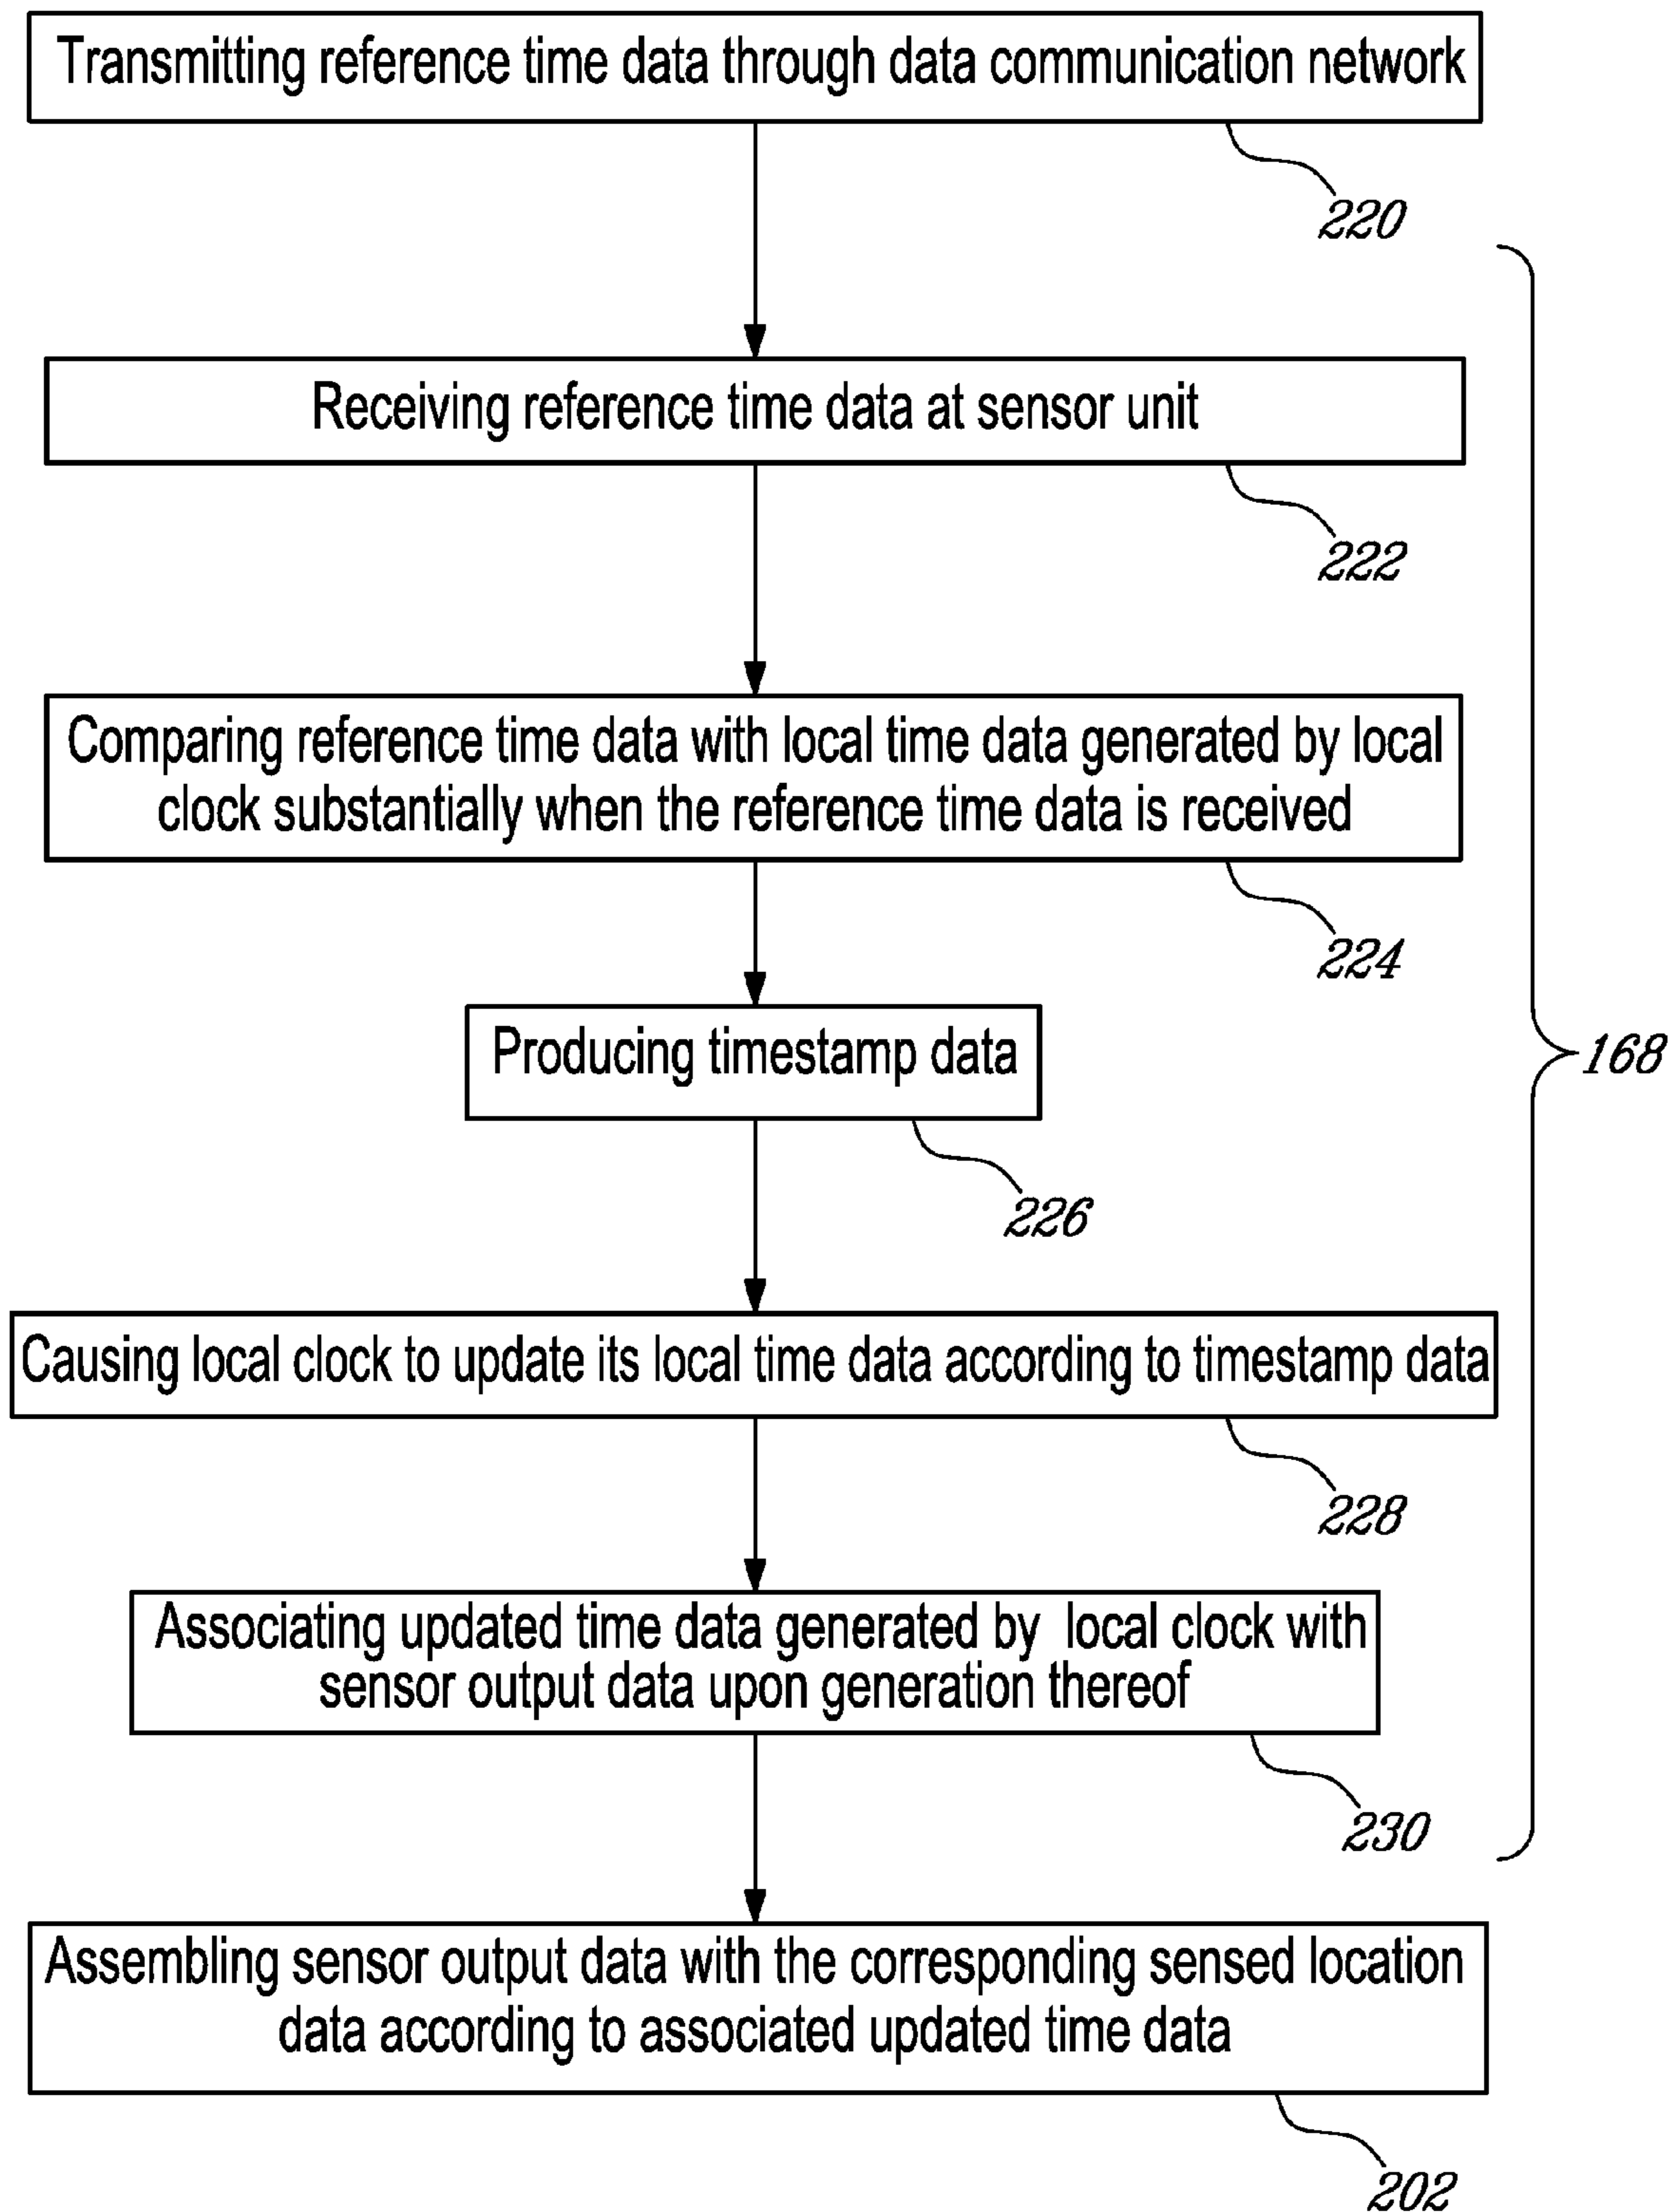 Transmitting reference time data through data communication network
220
Receiving reference time data at sensor unit
222
Comparing reference time data with local time data generated by local
clock substantially when the reference time data is received
224
Producing timestamp data
168
226
Causing local clock to update its local time data according to timestamp data
228
Associating updated time data generated by local clock with
sensor output data upon generation thereof
230
Assembling sensor output data with the corresponding sensed location
data according to associated updated time data
202